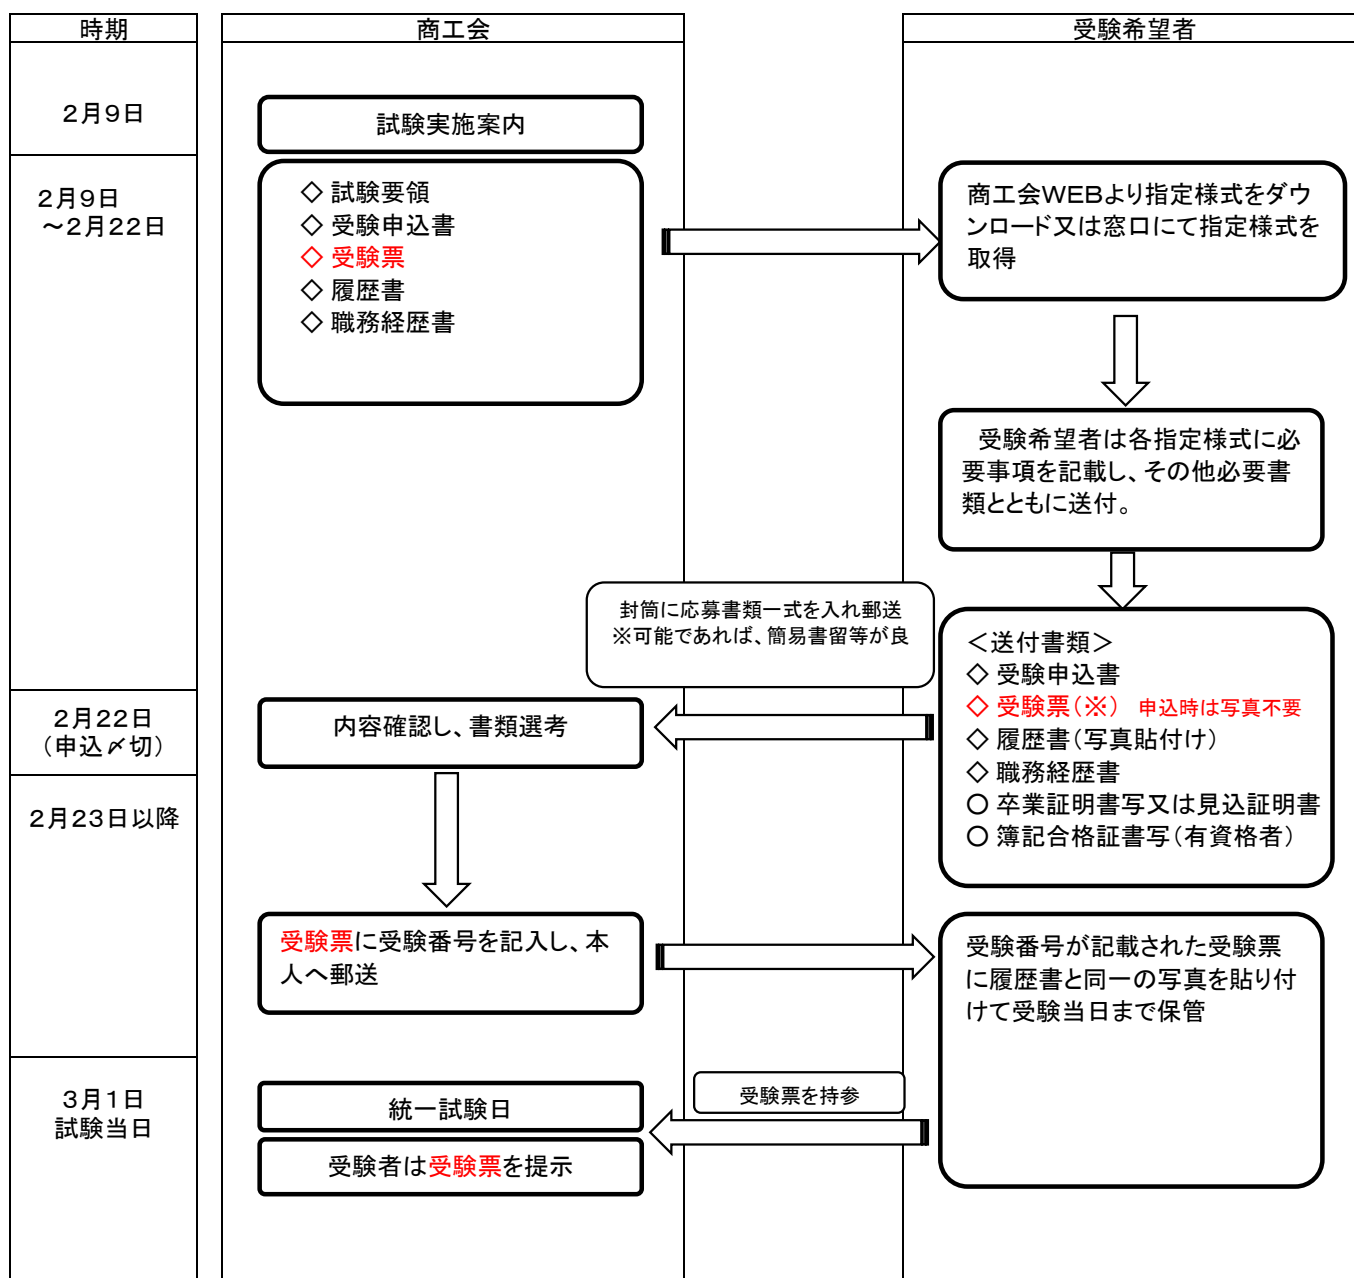 時期
商工会
受験希望者
2月9日
試験実施案内
2月9日
～2月22日
◇ 試験要領
◇ 受験申込書
◇ 受験票
◇ 履歴書
◇ 職務経歴書
商工会WEBより指定様式をダウ
ンロード又は窓口にて指定様式を
取得
受験希望者は各指定様式に必
要事項を記載し、その他必要書
類とともに送付。
封筒に応募書類一式を入れ郵送
※可能であれば、簡易書留等が良
＜送付書類＞
◇ 受験申込書
◇ 受験票(※) 申込時は写真不要
◇ 履歴書(写真貼付け)
◇ 職務経歴書
○ 卒業証明書写又は見込証明書
○ 簿記合格証書写(有資格者)
2月22日
(申込〆切)
内容確認し、書類選考
2月23日以降
受験票に受験番号を記入し、本
人へ郵送
受験番号が記載された受験票
に履歴書と同一の写真を貼り付
けて受験当日まで保管
3月1日
試験当日
統一試験日
受験票を持参
受験者は受験票を提示